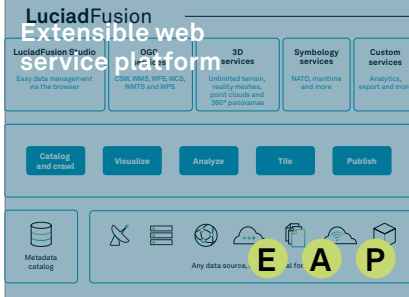 LuciadFusion
Extensible web
service platform
LuciadFusion Studio
Easy data management
via the browser
OGC
services
CSW, WMS, WFS, WCS,
WMTS and WPS
3D
services
Unlimited terrain,
reality meshes,
point clouds and
360° panoramas
Symbology
services
NATO, maritime
and more
Custom
services
Analytics,
export and more
Catalog
and crawl
Visualize
Analyze
Tile
Publish
Metadata
catalog
Any data source,
E A P